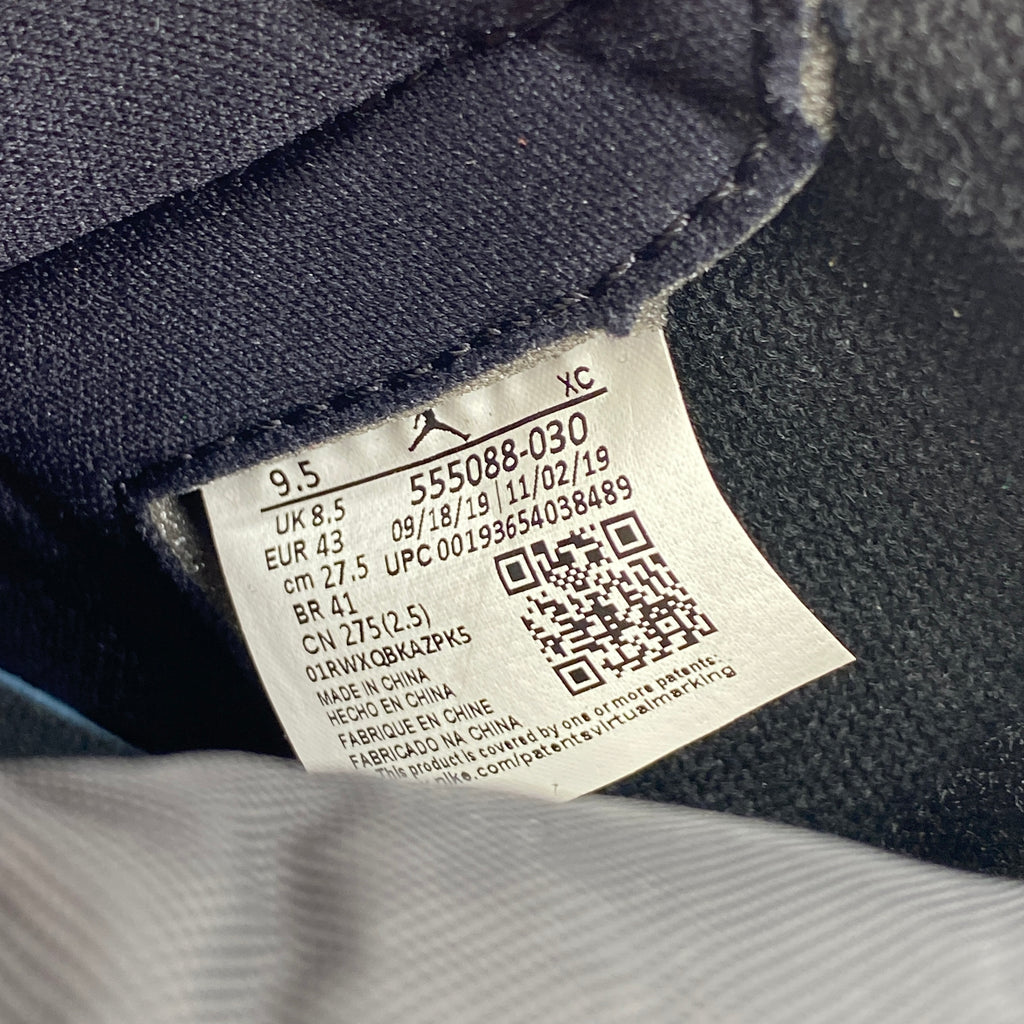 XC
9.5
555088-030
UK 8.5
09/18/19 | 11/02/19
EUR 43
UPC 00193654038489
cm 27.5
BR 41
CN 275(2.5)
01RWXQBKAZPK5
MADE IN CHINA
HECHO EN CHINA
FABRIQUE EN CHINE
FABRICADO NA CHINA
This product is covered by one or more patents:
nike.com/patentsvirtualmarking